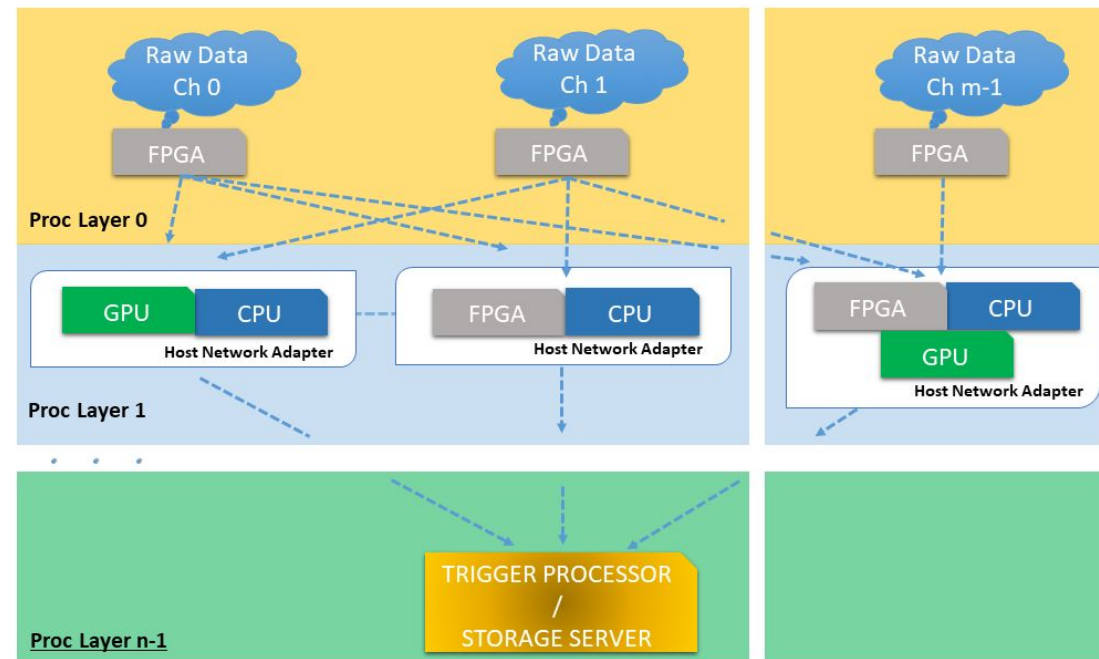 Raw Data
Ch 0
Raw Data
Ch 1
Raw Data
Ch m-1
FPGA
FPGA
FPGA
Proc Layer 0
GPU
CPU
Host Network Adapter
FPGA
CPU
Host Network Adapter
FPGA
CPU
GPU
Host Network Adapter
Proc Layer 1
. . .
TRIGGER PROCESSOR
/
STORAGE SERVER
Proc Layer n-1